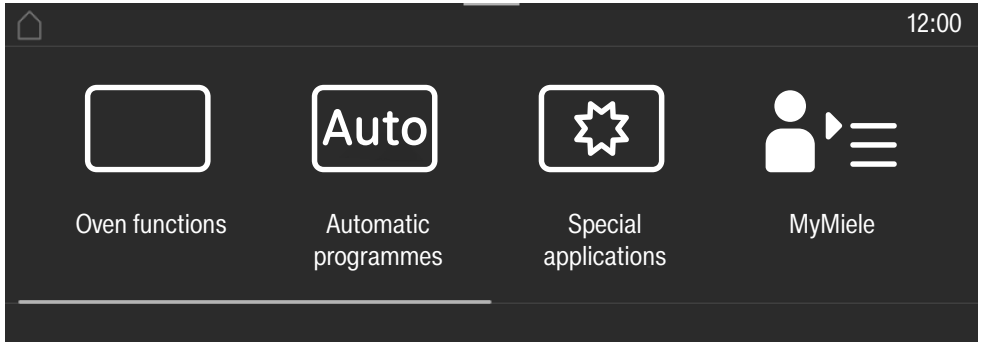 12:00
Auto
Oven functions
Automatic
programmes
Special
applications
MyMiele